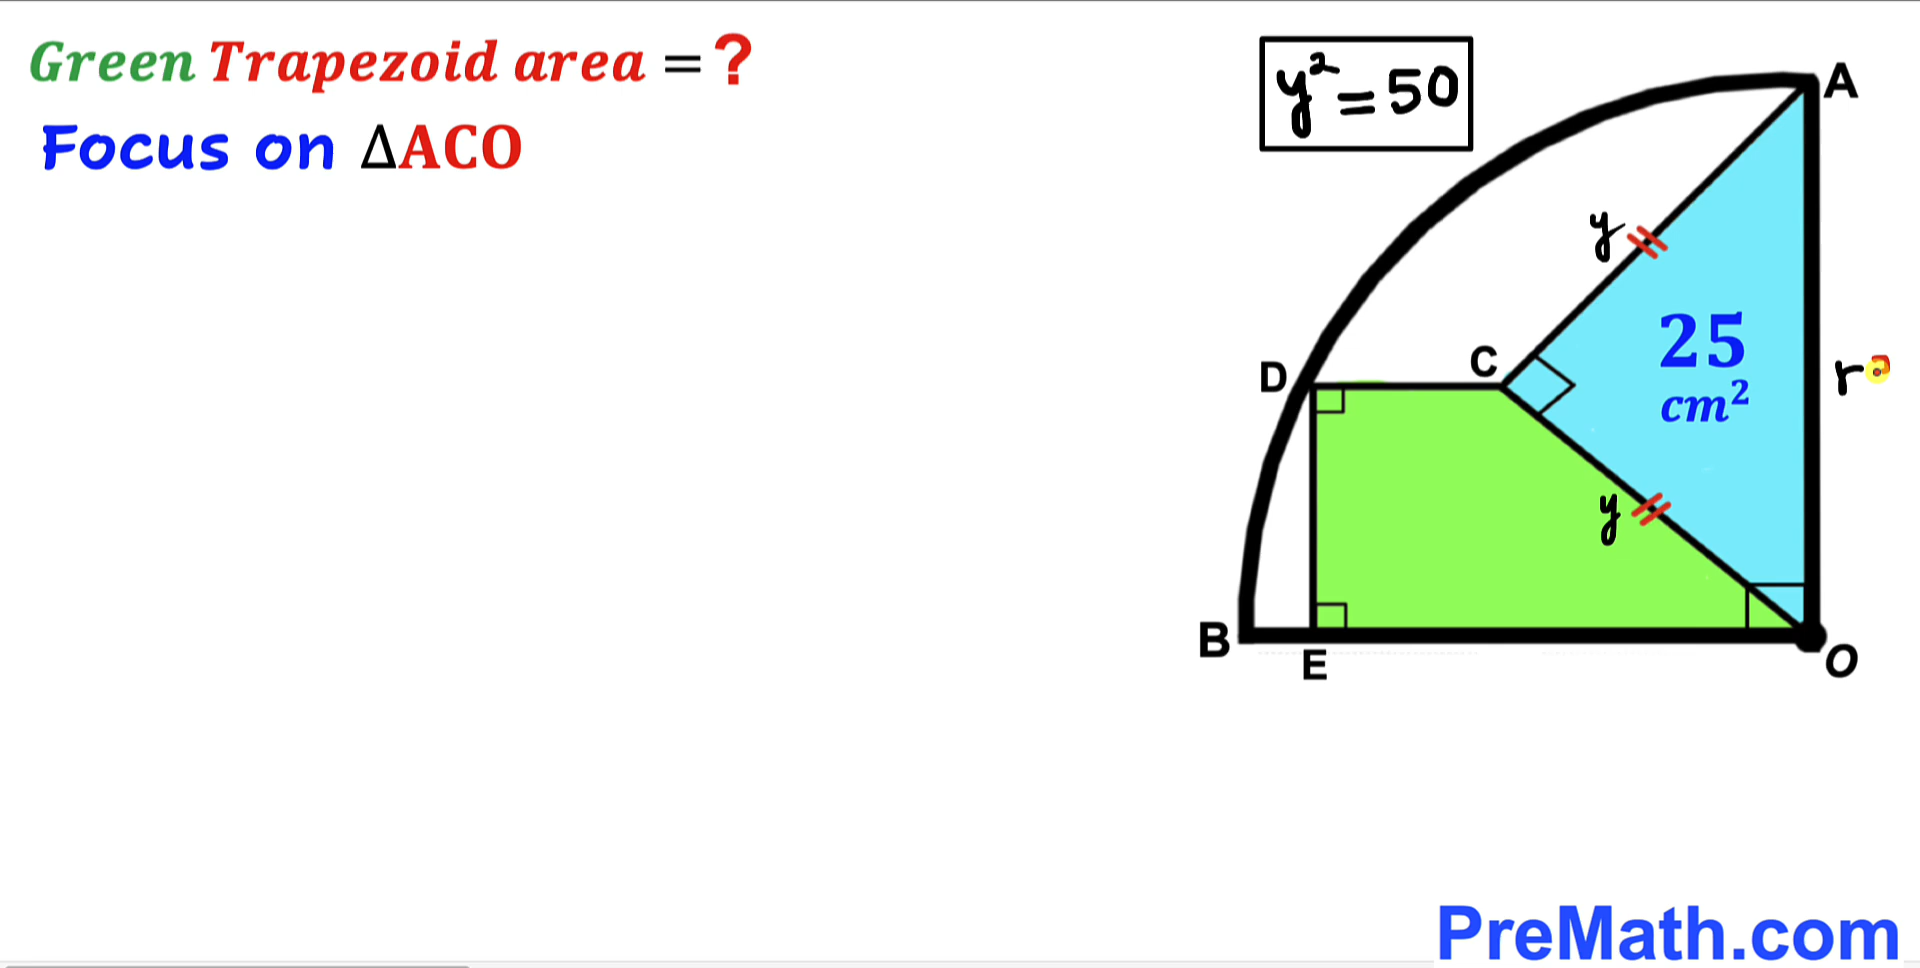 Green Trapezoid area = ?
Focus on ΔACO
y² = 50
A
y
25
cm²
D
C
r
y
B
E
O
PreMath.com